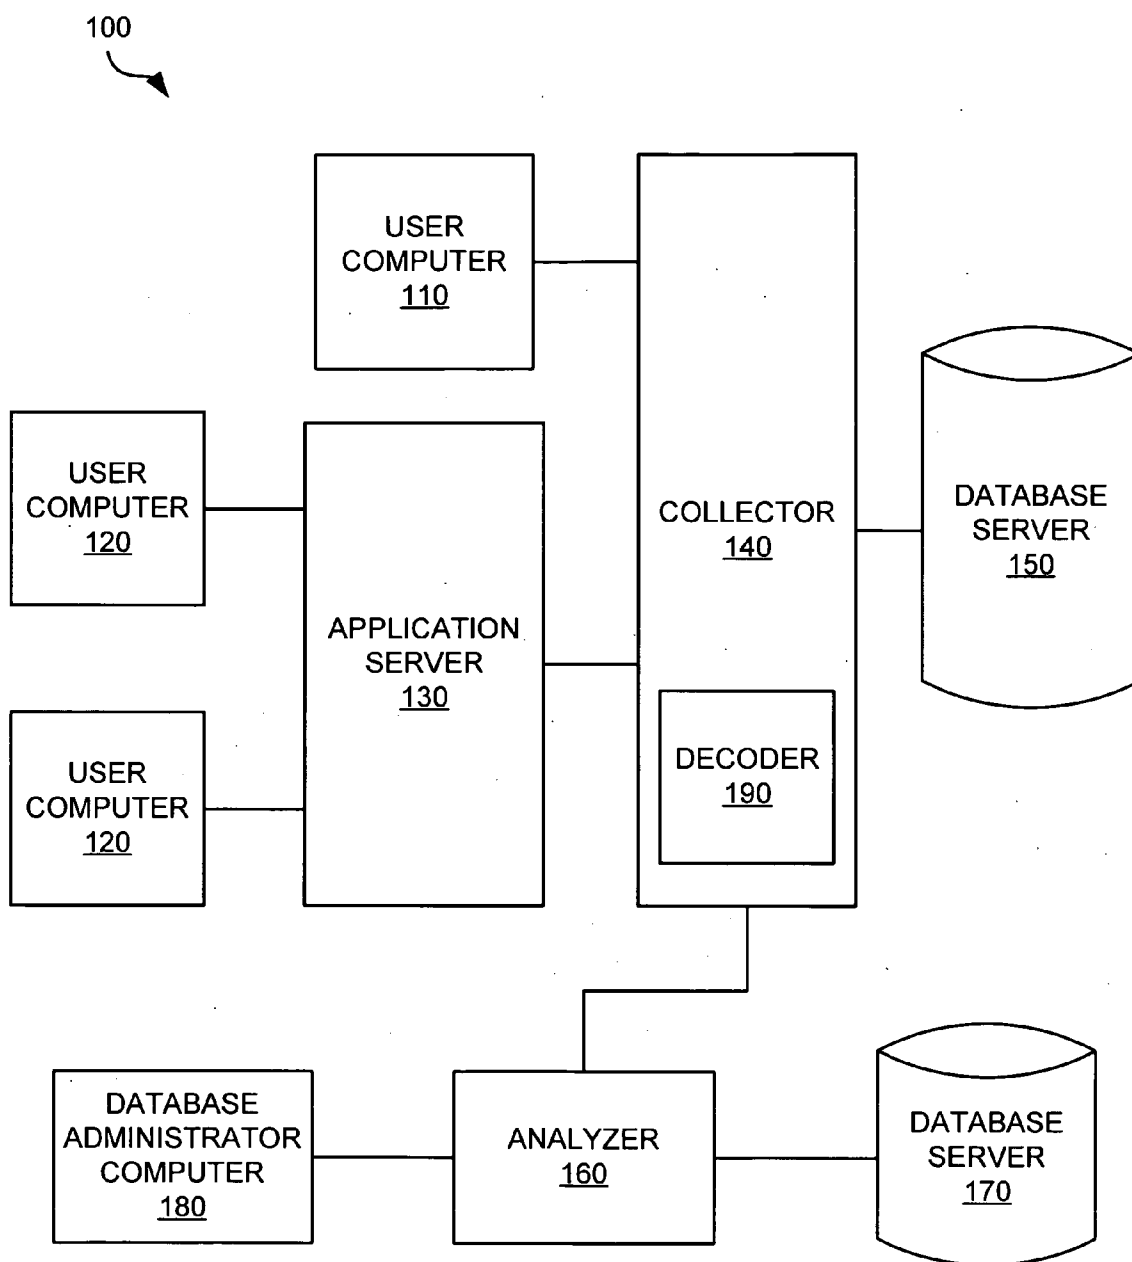 100
USER
COMPUTER
110
USER
COMPUTER
120
APPLICATION
SERVER
130
USER
COMPUTER
120
COLLECTOR
140
DECODER
190
DATABASE
SERVER
150
DATABASE
ADMINISTRATOR
COMPUTER
180
ANALYZER
160
DATABASE
SERVER
170